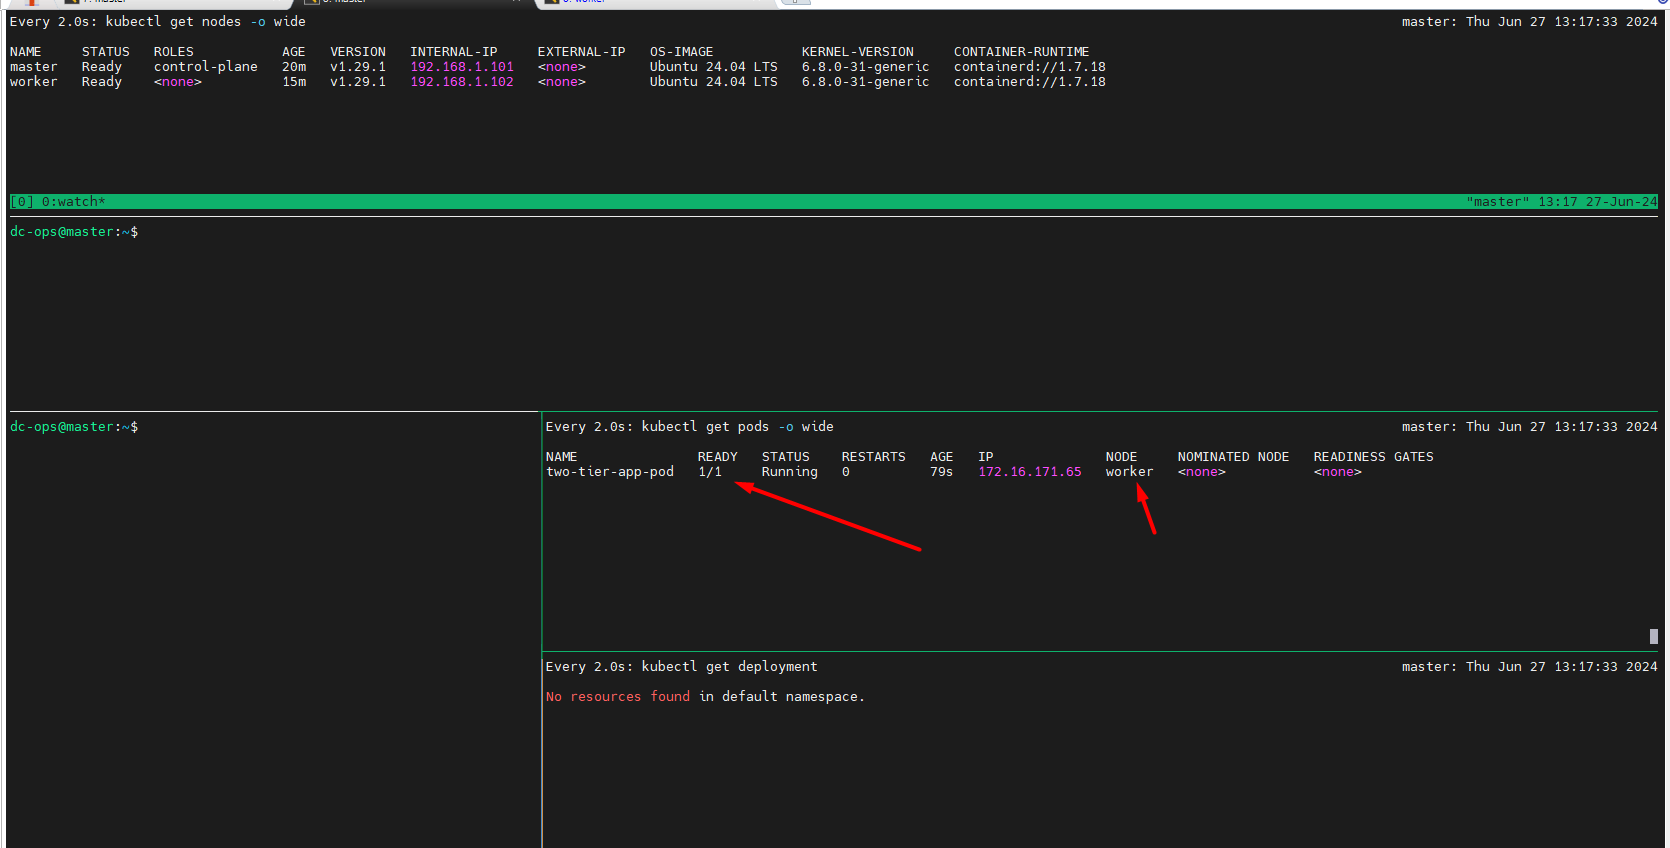 Every 2.0s: kubectl get nodes -o wide master: Thu Jun 27 13:17:33 2024
NAME STATUS ROLES AGE VERSION INTERNAL-IP EXTERNAL-IP OS-IMAGE KERNEL-VERSION CONTAINER-RUNTIME
master Ready control-plane 20m v1.29.1 192.168.1.101 <none> Ubuntu 24.04 LTS 6.8.0-31-generic containerd://1.7.18
worker Ready <none> 15m v1.29.1 192.168.1.102 <none> Ubuntu 24.04 LTS 6.8.0-31-generic containerd://1.7.18
[0] 0:watch* "master" 13:17 27-Jun-24
dc-ops@master:~$
dc-ops@master:~$
Every 2.0s: kubectl get pods -o wide master: Thu Jun 27 13:17:33 2024
NAME READY STATUS RESTARTS AGE IP NODE NOMINATED NODE READINESS GATES
two-tier-app-pod 1/1 Running 0 79s 172.16.171.65 worker <none> <none>
Every 2.0s: kubectl get deployment master: Thu Jun 27 13:17:33 2024
No resources found in default namespace.